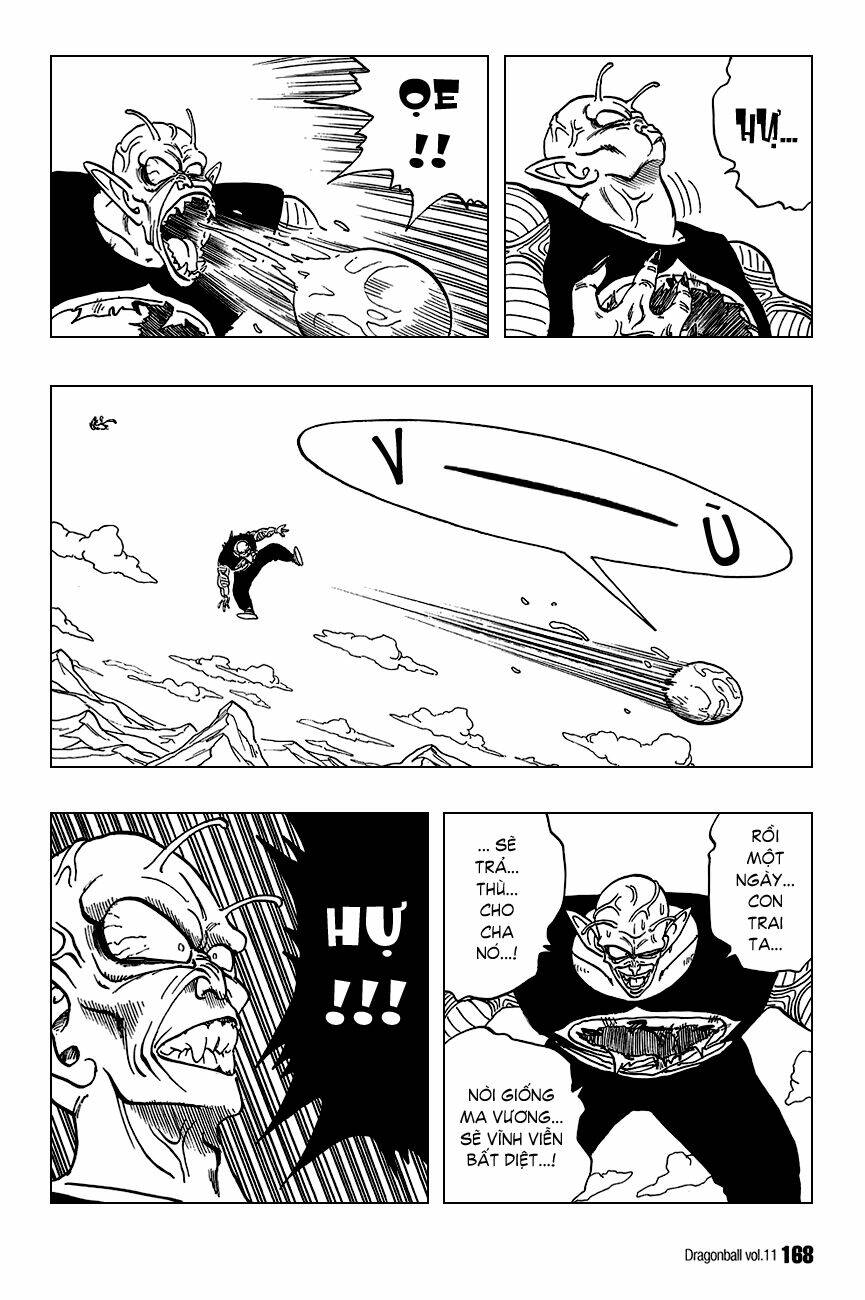 HỰ...
ỌE
!!
V Ù
RỒI
MỘT
NGÀY...
CON
TRAI
TA...
... SẼ
TRẢ...
THÙ...
CHO
CHA
NÓ...!
NÒI GIỐNG
MA VƯƠNG...
SẼ VĨNH VIỄN
BẤT DIỆT...!
HỰ
!!!
Dragonball vol.11 168